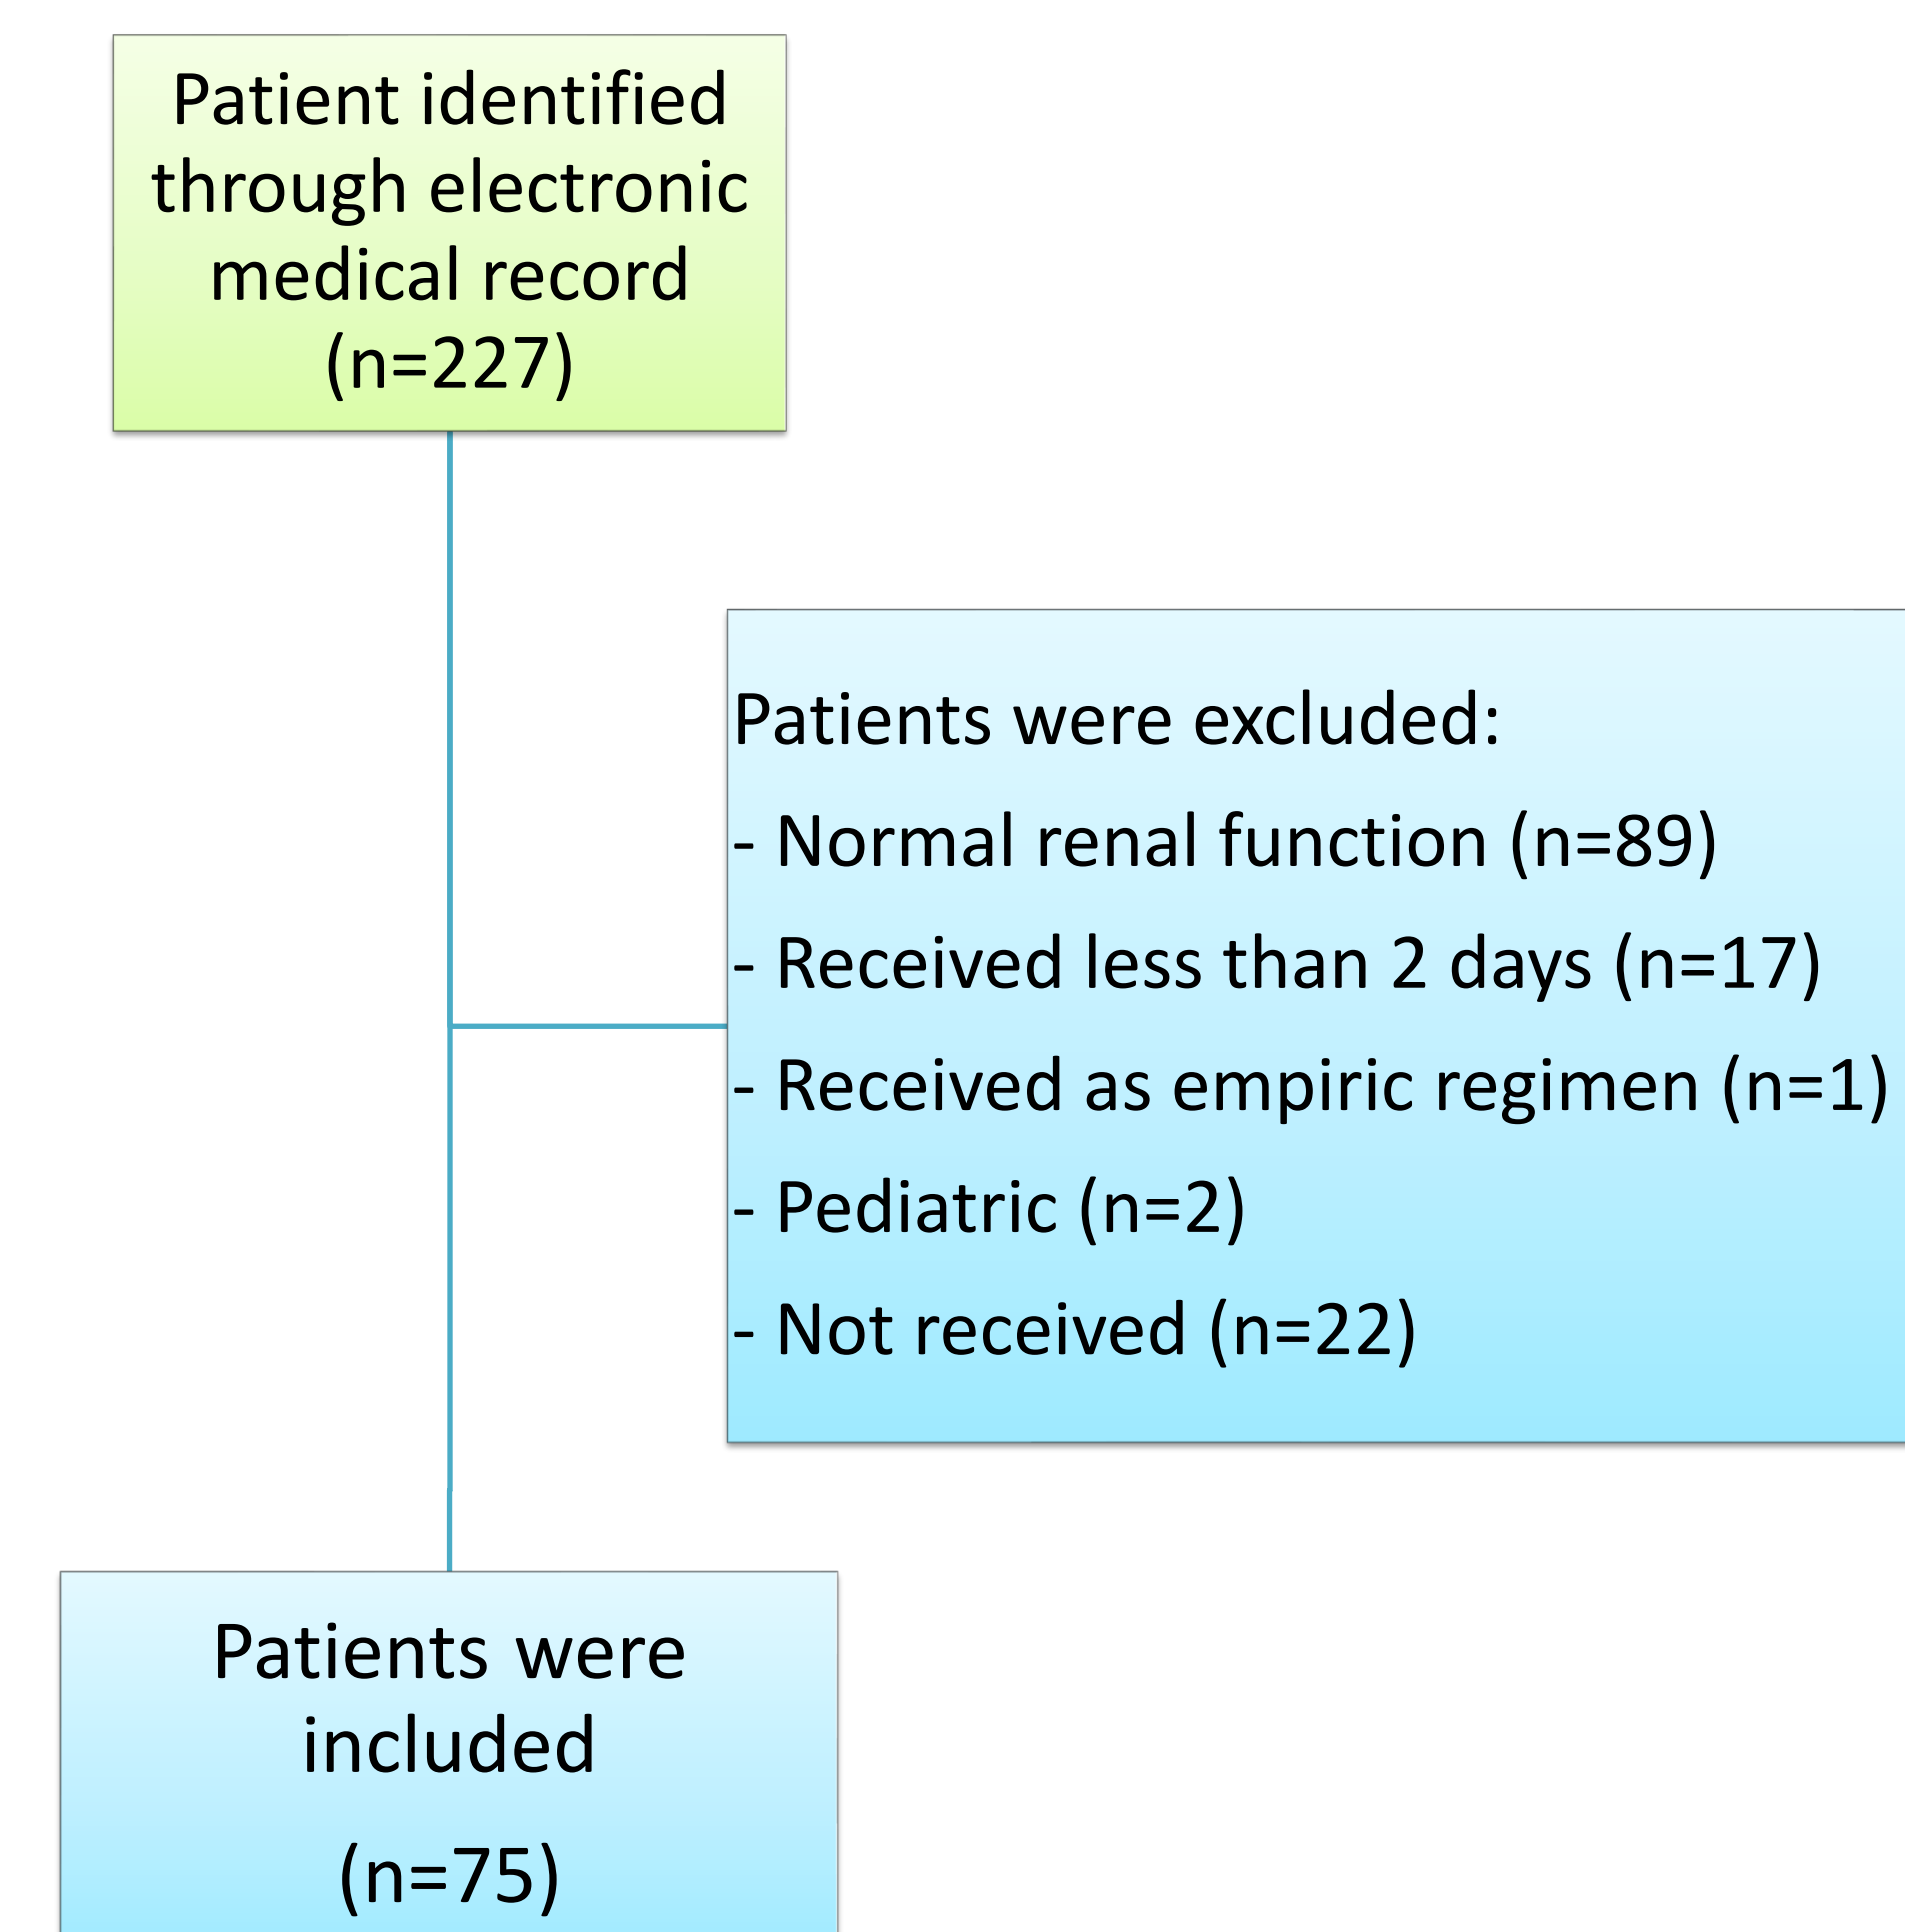 Patient identified
through electronic
medical record
(n=227)
Patients were excluded:
- Normal renal function (n=89)
- Received less than 2 days (n=17)
- Received as empiric regimen (n=1)
- Pediatric (n=2)
- Not received (n=22)
Patients were
included
(n=75)